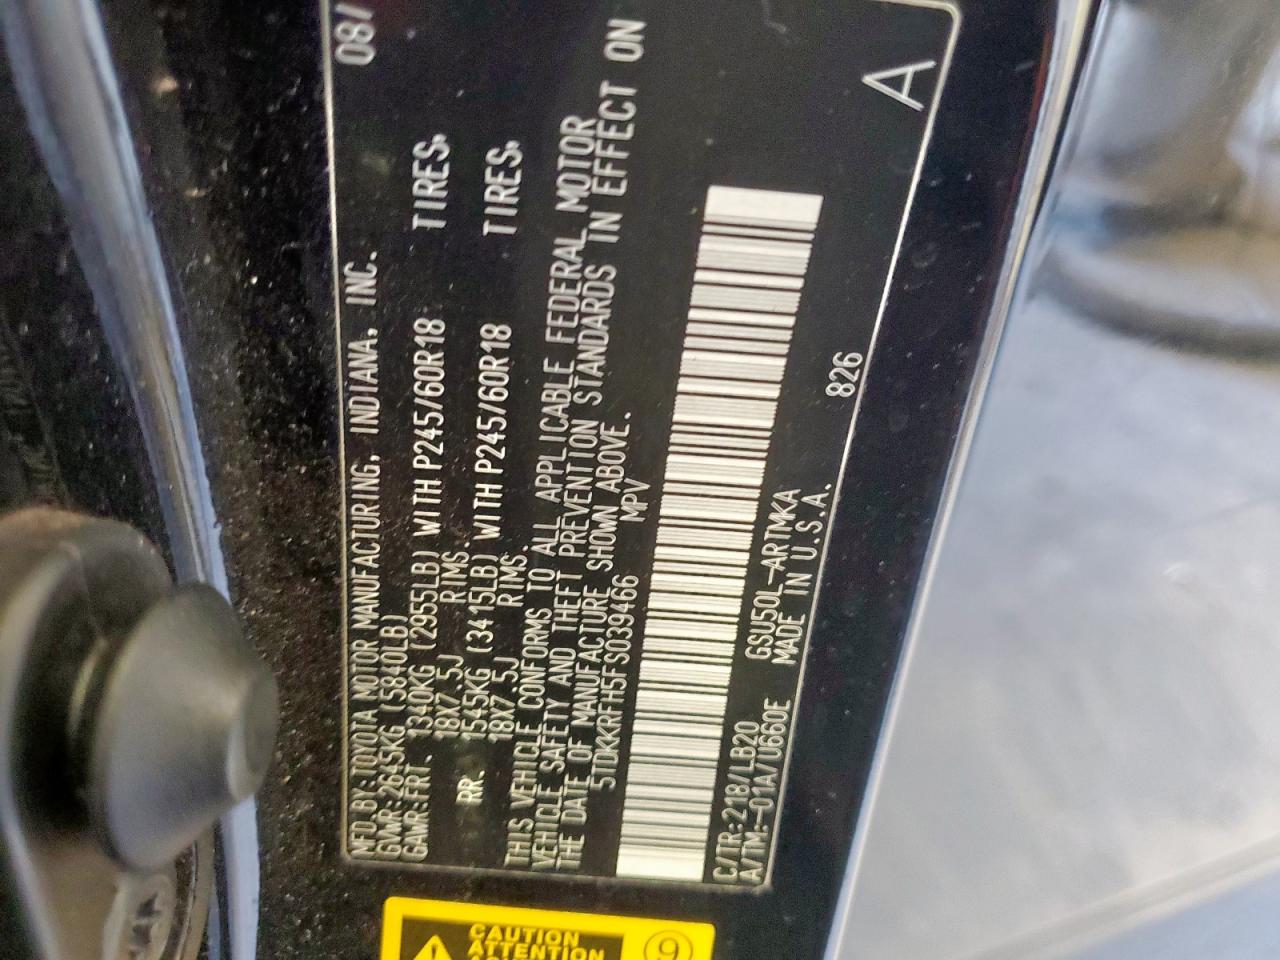 MFD.BY:TOYOTA MOTOR MANUFACTURING, INDIANA, INC. 08/
GVWR:2645KG (5840LB)
GAWR:FRT. 1340KG (2955LB) WITH P245/60R18 TIRES,
18X7.5J RIMS.
RR. 1545KG (3415LB) WITH P245/60R18 TIRES,
18X7.5J RIMS.
THIS VEHICLE CONFORMS TO ALL APPLICABLE FEDERAL MOTOR
VEHICLE SAFETY AND THEFT PREVENTION STANDARDS IN EFFECT ON
THE DATE OF MANUFACTURE SHOWN ABOVE.
5TDKKRFH5FS039466 MPV
C/TR:218/LB20
A/TM:-01A/U660E GSU50L-ARTMKA
MADE IN U.S.A. 826
A
CAUTION
ATTENTION
9